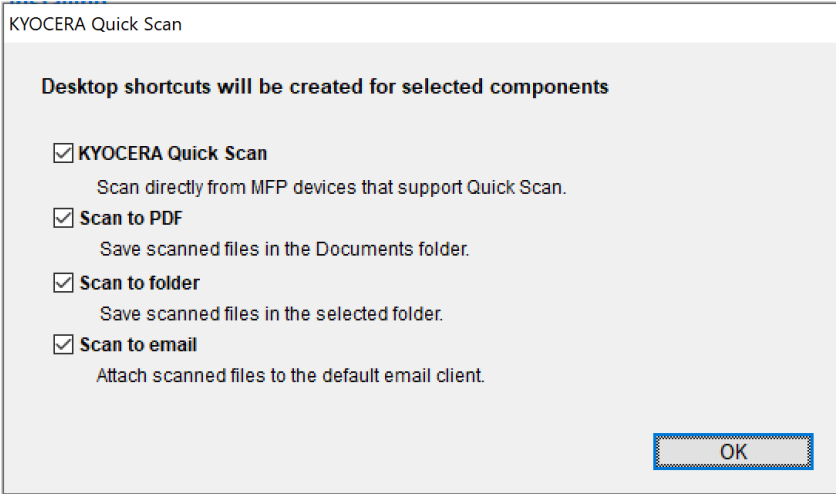 KYOCERA Quick Scan
Desktop shortcuts will be created for selected components
KYOCERA Quick Scan
Scan directly from MFP devices that support Quick Scan.
Scan to PDF
Save scanned files in the Documents folder.
Scan to folder
Save scanned files in the selected folder.
Scan to email
Attach scanned files to the default email client.
OK